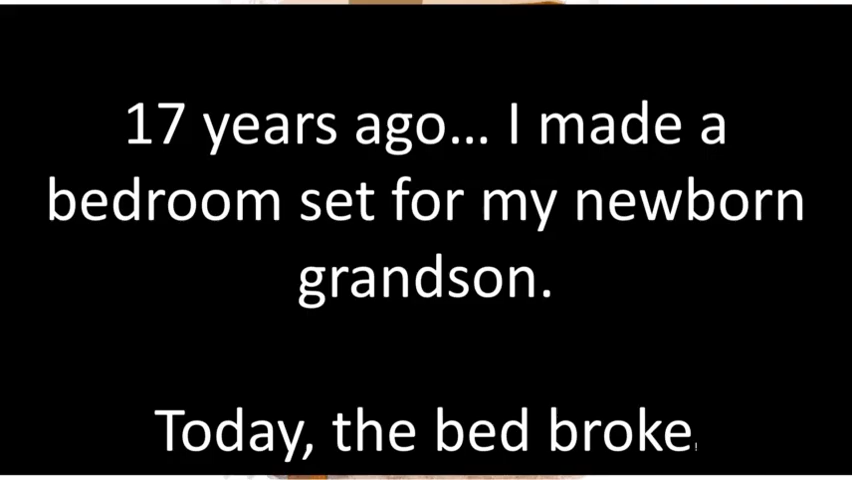 17 years ago... I made a
bedroom set for my newborn
grandson.
Today, the bed broke!